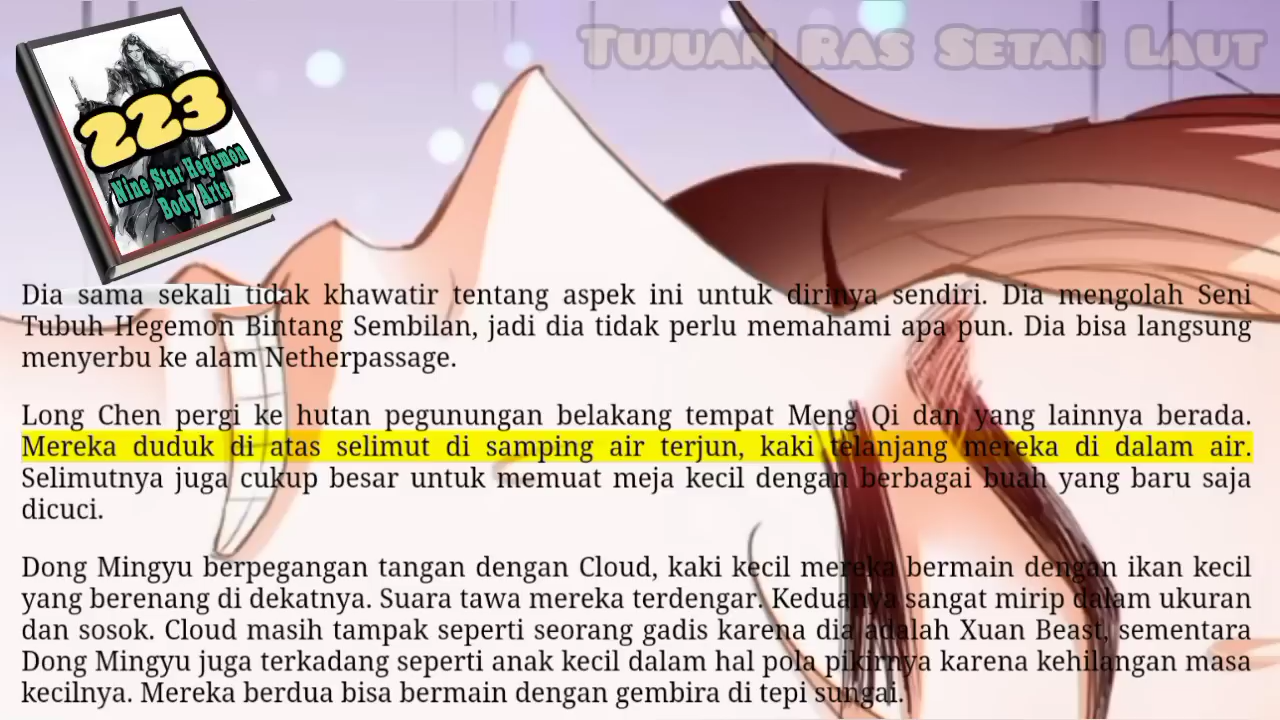 Tujuan Ras Setan Laut
223
Nine Star Hegemon
Body Arts
Dia sama sekali tidak khawatir tentang aspek ini untuk dirinya sendiri. Dia mengolah Seni
Tubuh Hegemon Bintang Sembilan, jadi dia tidak perlu memahami apa pun. Dia bisa langsung
menyerbu ke alam Netherpassage.
Long Chen pergi ke hutan pegunungan belakang tempat Meng Qi dan yang lainnya berada.
Mereka duduk di atas selimut di samping air terjun, kaki telanjang mereka di dalam air.
Selimutnya juga cukup besar untuk memuat meja kecil dengan berbagai buah yang baru saja
dicuci.
Dong Mingyu berpegangan tangan dengan Cloud, kaki kecil mereka bermain dengan ikan kecil
yang berenang di dekatnya. Suara tawa mereka terdengar. Keduanya sangat mirip dalam ukuran
dan sosok. Cloud masih tampak seperti seorang gadis karena dia adalah Xuan Beast, sementara
Dong Mingyu juga terkadang seperti anak kecil dalam hal pola pikirnya karena kehilangan masa
kecilnya. Mereka berdua bisa bermain dengan gembira di tepi sungai.